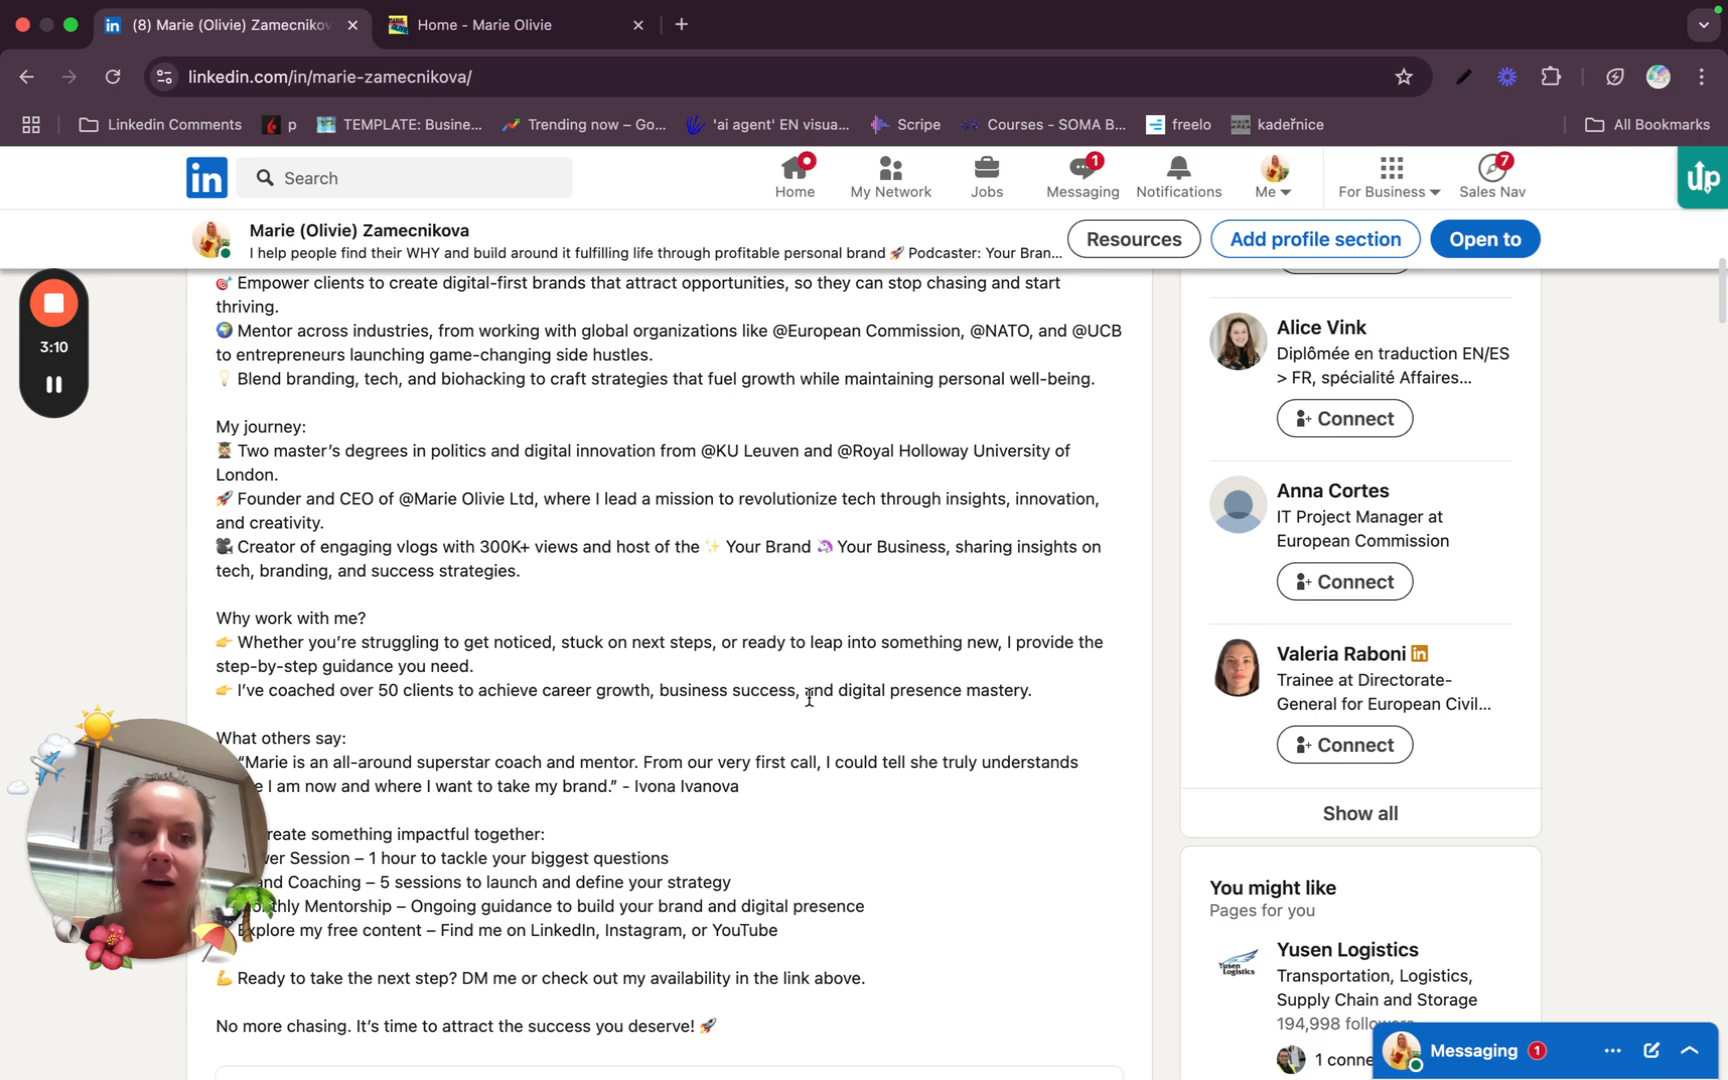 (8) Marie (Olivie) Zamecnikov
Home - Marie Olivie
linkedin.com/in/marie-zamecnikova/
Linkedin Comments
p
TEMPLATE: Busine...
Trending now – Go...
'ai agent' EN visua...
Scripe
Courses - SOMA B...
freelo
kadeřnice
All Bookmarks
in
Search
Home
My Network
Jobs
1
Messaging
Notifications
Me
For Business
7
Sales Nav
up
Marie (Olivie) Zamecnikova
I help people find their WHY and build around it fulfilling life through profitable personal brand 🚀 Podcaster: Your Bran...
Resources
Add profile section
Open to
3:10
🎯 Empower clients to create digital-first brands that attract opportunities, so they can stop chasing and start
thriving.
🌍 Mentor across industries, from working with global organizations like @European Commission, @NATO, and @UCB
to entrepreneurs launching game-changing side hustles.
💡 Blend branding, tech, and biohacking to craft strategies that fuel growth while maintaining personal well-being.
My journey:
👩🏼‍🎓 Two master’s degrees in politics and digital innovation from @KU Leuven and @Royal Holloway University of
London.
🚀 Founder and CEO of @Marie Olivie Ltd, where I lead a mission to revolutionize tech through insights, innovation,
and creativity.
🎥 Creator of engaging vlogs with 300K+ views and host of the ✨ Your Brand 🦄 Your Business, sharing insights on
tech, branding, and success strategies.
Why work with me?
👉 Whether you’re struggling to get noticed, stuck on next steps, or ready to leap into something new, I provide the
step-by-step guidance you need.
👉 I’ve coached over 50 clients to achieve career growth, business success, and digital presence mastery.
What others say:
“Marie is an all-around superstar coach and mentor. From our very first call, I could tell she truly understands
I am now and where I want to take my brand.” - Ivona Ivanova
create something impactful together:
Session – 1 hour to tackle your biggest questions
Coaching – 5 sessions to launch and define your strategy
Mentorship – Ongoing guidance to build your brand and digital presence
Explore my free content – Find me on LinkedIn, Instagram, or YouTube
💪 Ready to take the next step? DM me or check out my availability in the link above.
No more chasing. It’s time to attract the success you deserve! 🚀
Alice Vink
Diplômée en traduction EN/ES
> FR, spécialité Affaires...
Connect
Anna Cortes
IT Project Manager at
European Commission
Connect
Valeria Raboni in
Trainee at Directorate-
General for European Civil...
Connect
Show all
You might like
Pages for you
Yusen Logistics
Yusen Logistics
Transportation, Logistics,
Supply Chain and Storage
194,998 followers
1 conne
Messaging 1